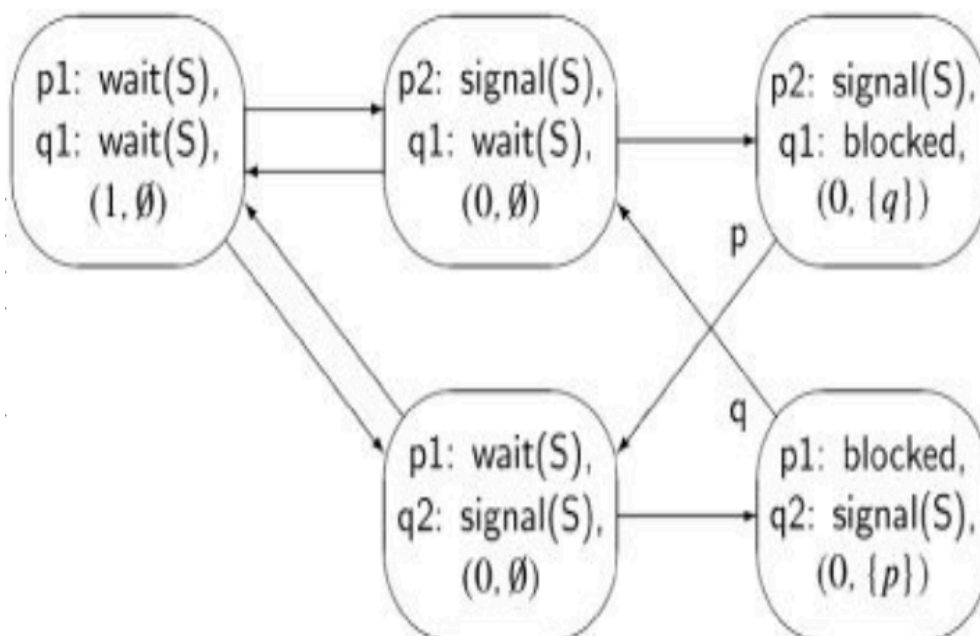 p1: wait(S),
q1: wait(S),
(1, ∅)
p2: signal(S),
q1: wait(S),
(0, ∅)
p2: signal(S),
q1: blocked,
(0, {q})
p
q
p1: wait(S),
q2: signal(S),
(0, ∅)
p1: blocked,
q2: signal(S),
(0, {p})